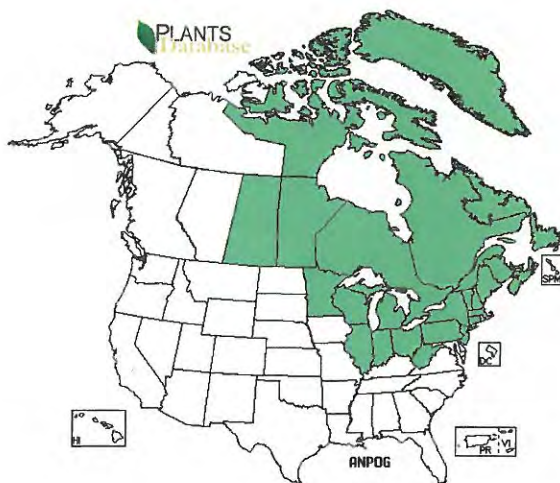 PLANTS
Database
SPM
DC
HI
PR VI
ANPOG